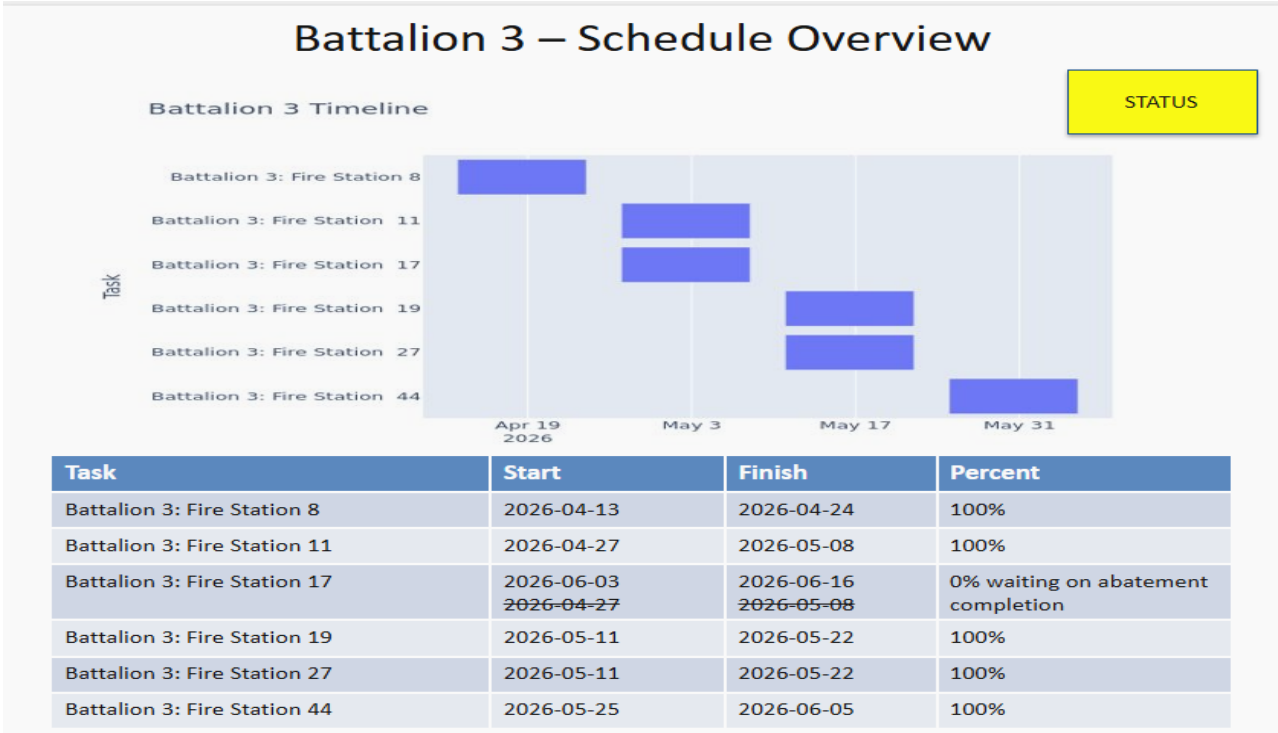 Battalion 3 – Schedule Overview
STATUS
Battalion 3 Timeline
Task
Battalion 3: Fire Station 8
Battalion 3: Fire Station 11
Battalion 3: Fire Station 17
Battalion 3: Fire Station 19
Battalion 3: Fire Station 27
Battalion 3: Fire Station 44
Apr 19 May 3 May 17 May 31
2026
Task Start Finish Percent
Battalion 3: Fire Station 8 2026-04-13 2026-04-24 100%
Battalion 3: Fire Station 11 2026-04-27 2026-05-08 100%
Battalion 3: Fire Station 17 2026-06-03 2026-06-16 0% waiting on abatement
2026-04-27 2026-05-08 completion
Battalion 3: Fire Station 19 2026-05-11 2026-05-22 100%
Battalion 3: Fire Station 27 2026-05-11 2026-05-22 100%
Battalion 3: Fire Station 44 2026-05-25 2026-06-05 100%